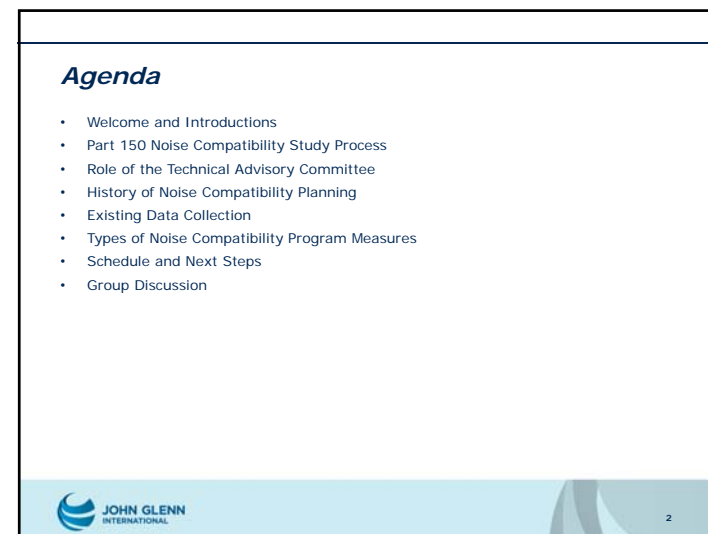 Agenda
• Welcome and Introductions
• Part 150 Noise Compatibility Study Process
• Role of the Technical Advisory Committee
• History of Noise Compatibility Planning
• Existing Data Collection
• Types of Noise Compatibility Program Measures
• Schedule and Next Steps
• Group Discussion
JOHN GLENN
INTERNATIONAL
2